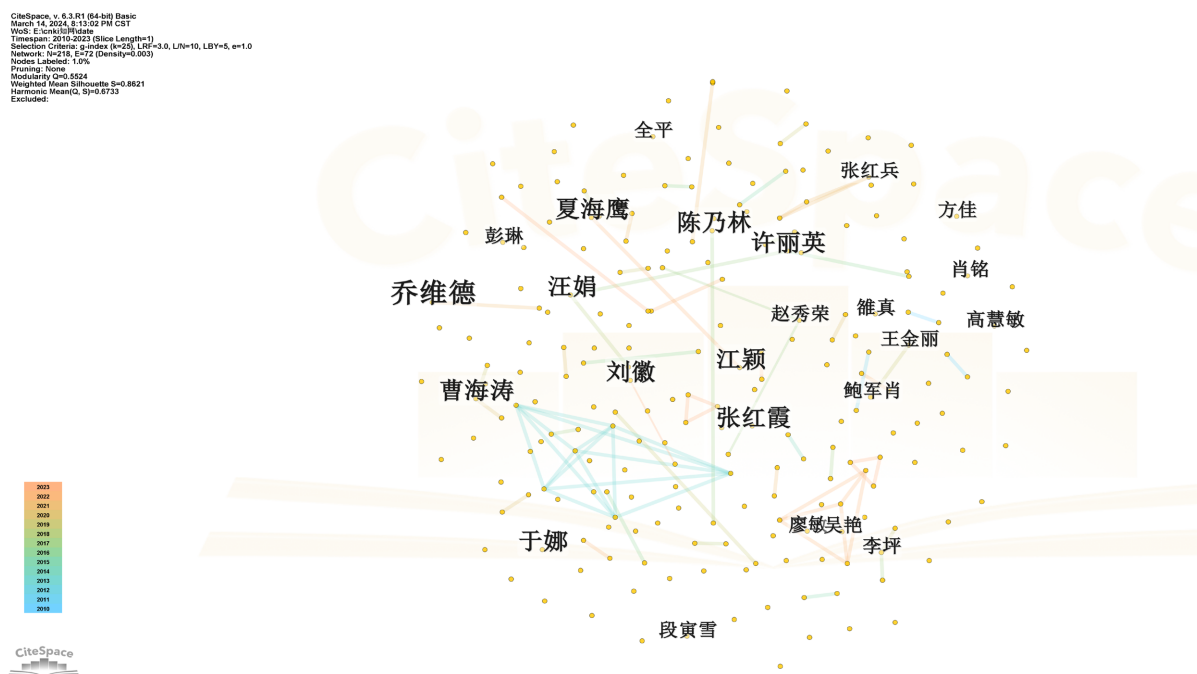 CiteSpace, v. 6.3.R1 (64-bit) Basic
March 14, 2024, 8:13:02 PM CST
WoS: E:\cnki知网\date
Timespan: 2010-2023 (Slice Length=1)
Selection Criteria: g-index (k=25), LRF=3.0, L/N=10, LBY=5, e=1.0
Network: N=218, E=72 (Density=0.003)
Nodes Labeled: 1.0%
Pruning: None
Modularity Q=0.5524
Weighted Mean Silhouette S=0.8621
Harmonic Mean(Q, S)=0.6733
Excluded:
CiteSpace
全平
张红兵
夏海鹰
方佳
陈乃林
彭琳
许丽英
肖铭
汪娟
乔维德
雒真
赵秀荣
高慧敏
王金丽
江颖
刘徽
曹海涛
鲍军肖
张红霞
廖敏
吴艳
于娜
李坪
段寅雪
2023
2022
2021
2020
2019
2018
2017
2016
2015
2014
2013
2012
2011
2010
CiteSpace